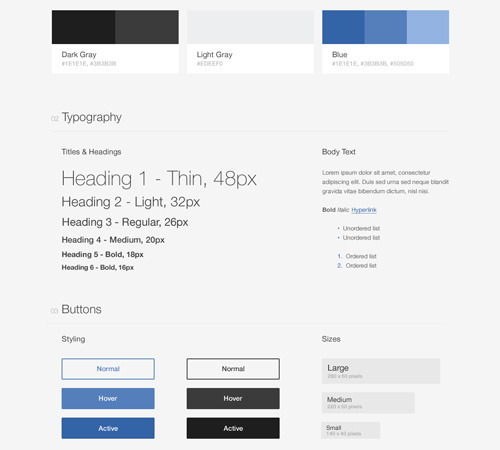 Dark Gray
#1E1E1E, #3B3B3B
Light Gray
#EDEEF0
Blue
#1E1E1E, #3B3B3B, #505050
02 Typography
Titles & Headings
Heading 1 - Thin, 48px
Heading 2 - Light, 32px
Heading 3 - Regular, 26px
Heading 4 - Medium, 20px
Heading 5 - Bold, 18px
Heading 6 - Bold, 16px
Body Text
Lorem ipsum dolor sit amet, consectetur
adipiscing elit. Duis sed urna sed neque blandit
gravida vitae bibendum dictum, nisl nisi.
Bold Italic Hyperlink
• Unordered list
• Unordered list
1. Ordered list
2. Ordered list
03 Buttons
Styling
Normal
Hover
Active
Normal
Hover
Active
Sizes
Large
280 x 60 pixels
Medium
220 x 50 pixels
Small
140 x 40 pixels